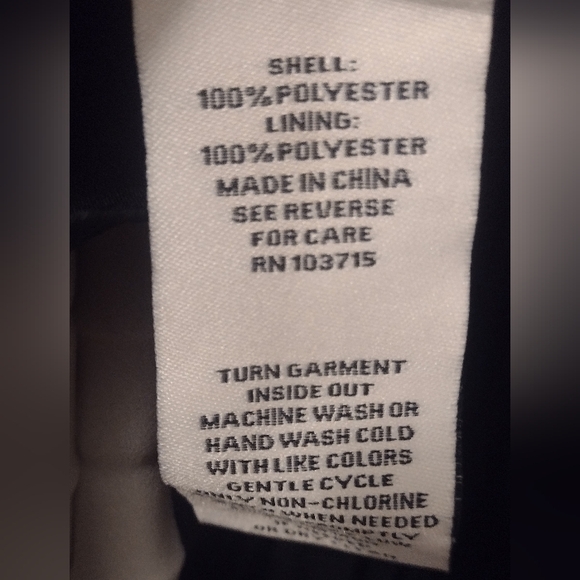 SHELL:
100% POLYESTER
LINING:
100% POLYESTER
MADE IN CHINA
SEE REVERSE
FOR CARE
RN 103715
TURN GARMENT
INSIDE OUT
MACHINE WASH OR
HAND WASH COLD
WITH LIKE COLORS
GENTLE CYCLE
ONLY NON-CHLORINE
WHEN NEEDED